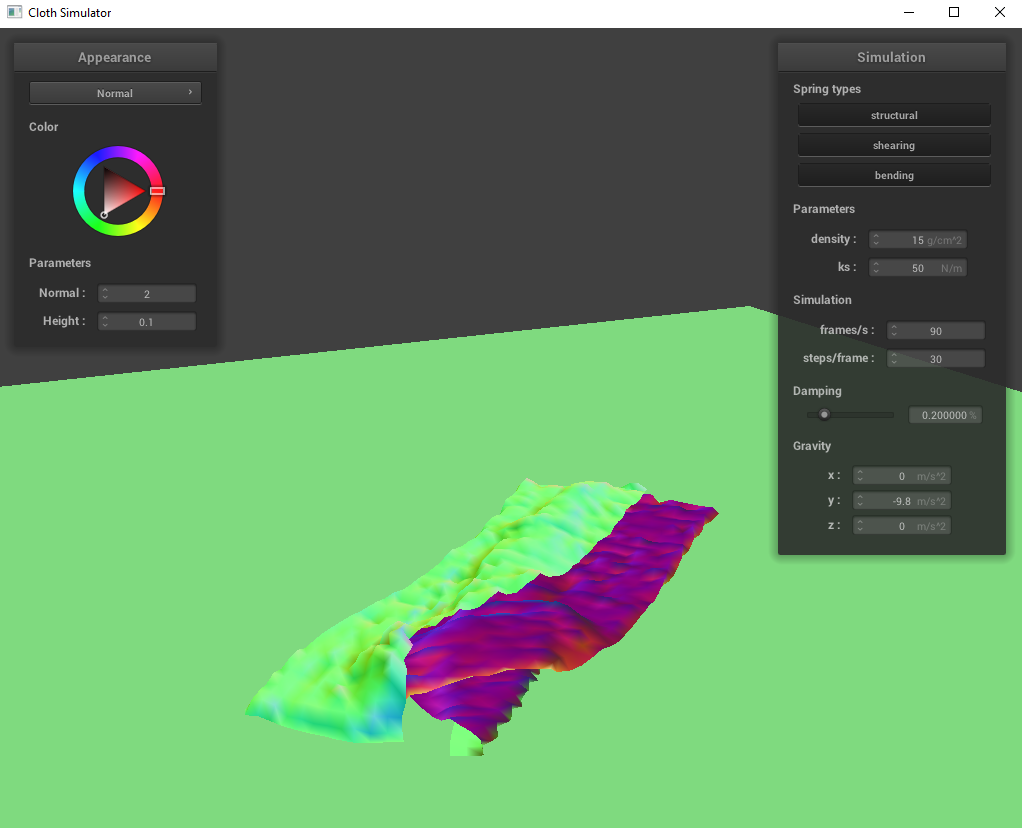 Cloth Simulator
Appearance
Normal
Color
Parameters
Normal : 2
Height : 0.1
Simulation
Spring types
structural
shearing
bending
Parameters
density : 15 g/cm^2
ks : 50 N/m
Simulation
frames/s : 90
steps/frame : 30
Damping
0.200000 %
Gravity
x : 0 m/s^2
y : -9.8 m/s^2
z : 0 m/s^2